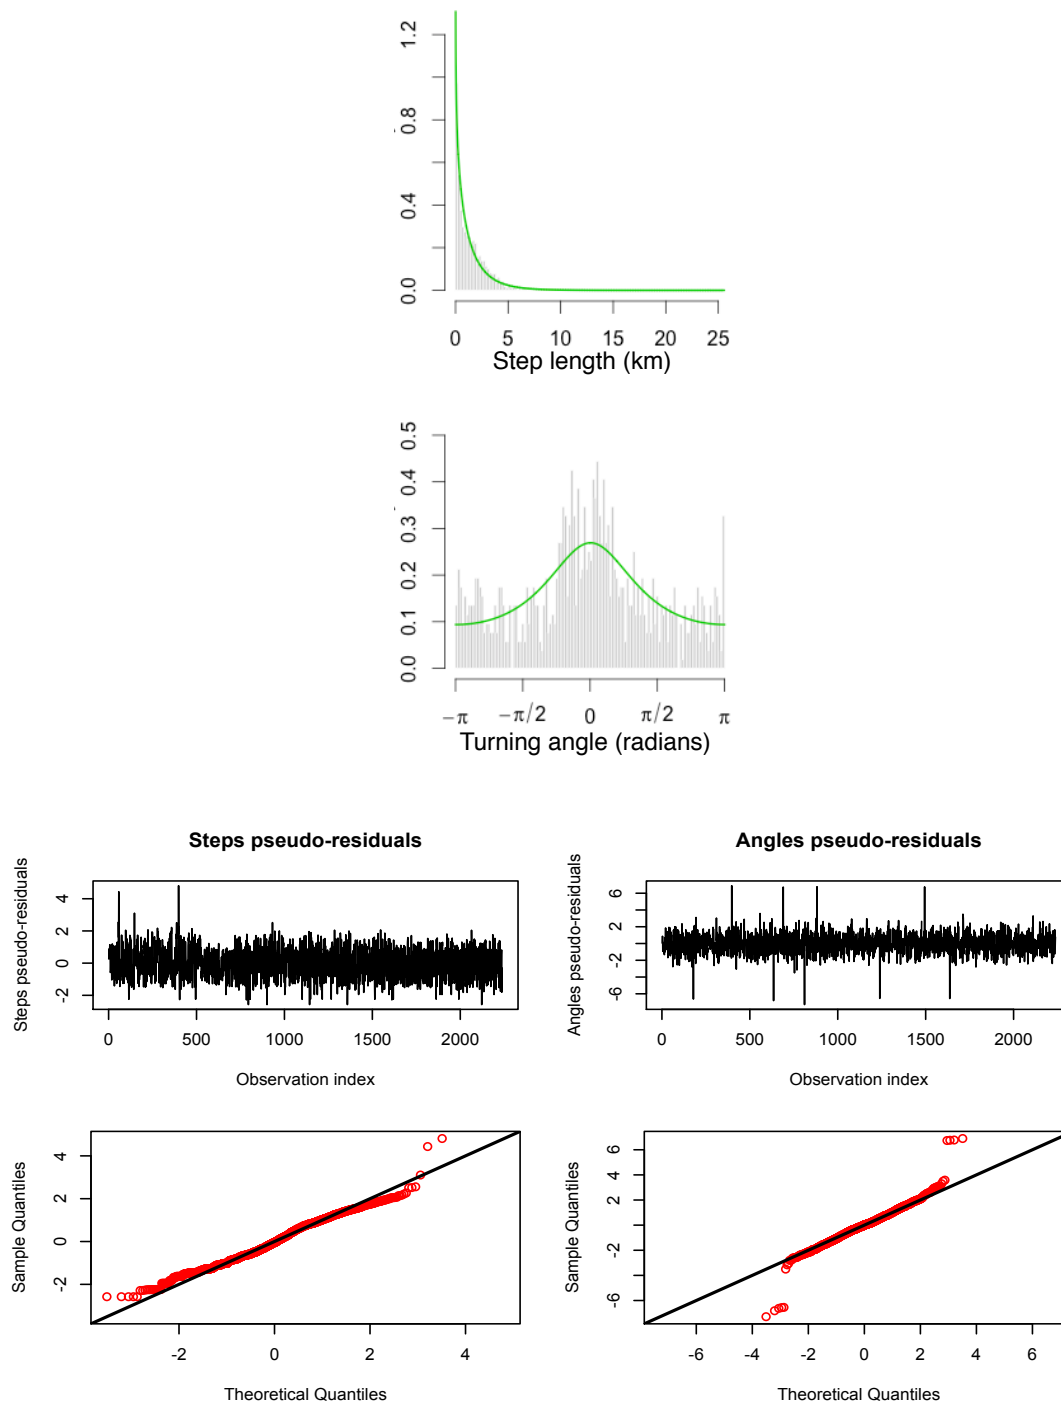 1.2
0.8
0.4
0.0
0 5 10 15 20 25
Step length (km)
0.5
0.4
0.3
0.2
0.1
0.0
−π −π/2 0 π/2 π
Turning angle (radians)
Steps pseudo-residuals
Steps pseudo-residuals
4
2
0
-2
0 500 1000 1500 2000
Observation index
Angles pseudo-residuals
Angles pseudo-residuals
6
2
-2
-6
0 500 1000 1500 2000
Observation index
Sample Quantiles
4
2
0
-2
-2 0 2 4
Theoretical Quantiles
Sample Quantiles
6
4
2
-2
-6
-6 -4 -2 0 2 4 6
Theoretical Quantiles